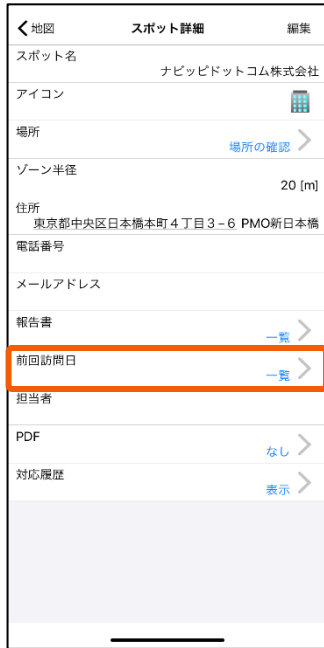 地図 スポット詳細 編集
スポット名
ナビッピドットコム株式会社
アイコン
場所
場所の確認
ゾーン半径
20 [m]
住所
東京都中央区日本橋本町４丁目３−６ PMO新日本橋
電話番号
メールアドレス
報告書
一覧
前回訪問日
一覧
担当者
PDF
なし
対応履歴
表示